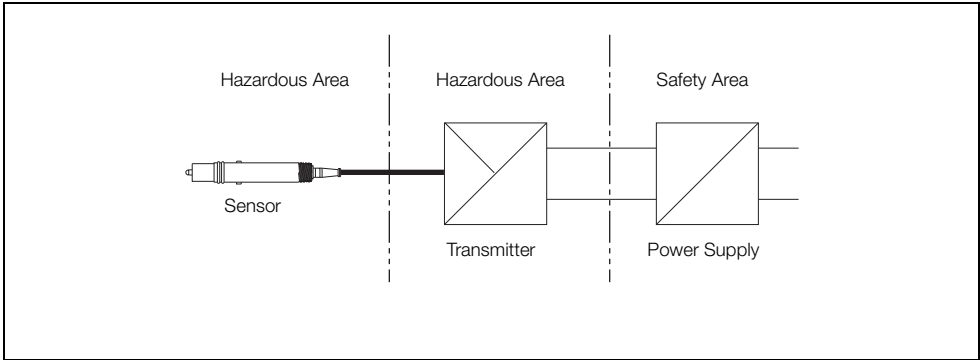 Hazardous Area
Hazardous Area
Safety Area
Sensor
Transmitter
Power Supply